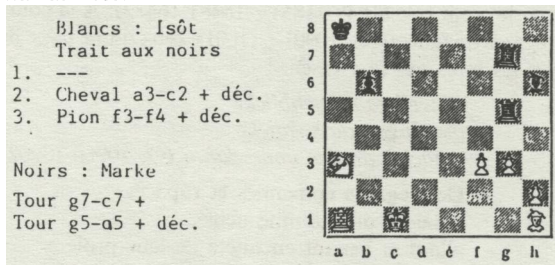 Blancs : Isôt
Trait aux noirs
1. ---
2. Cheval a3-c2 + déc.
3. Pion f3-f4 + déc.
Noirs : Marke
Tour g7-c7 +
Tour g5-a5 + déc.
8
7
6
5
4
3
2
1
a b c d e f g h